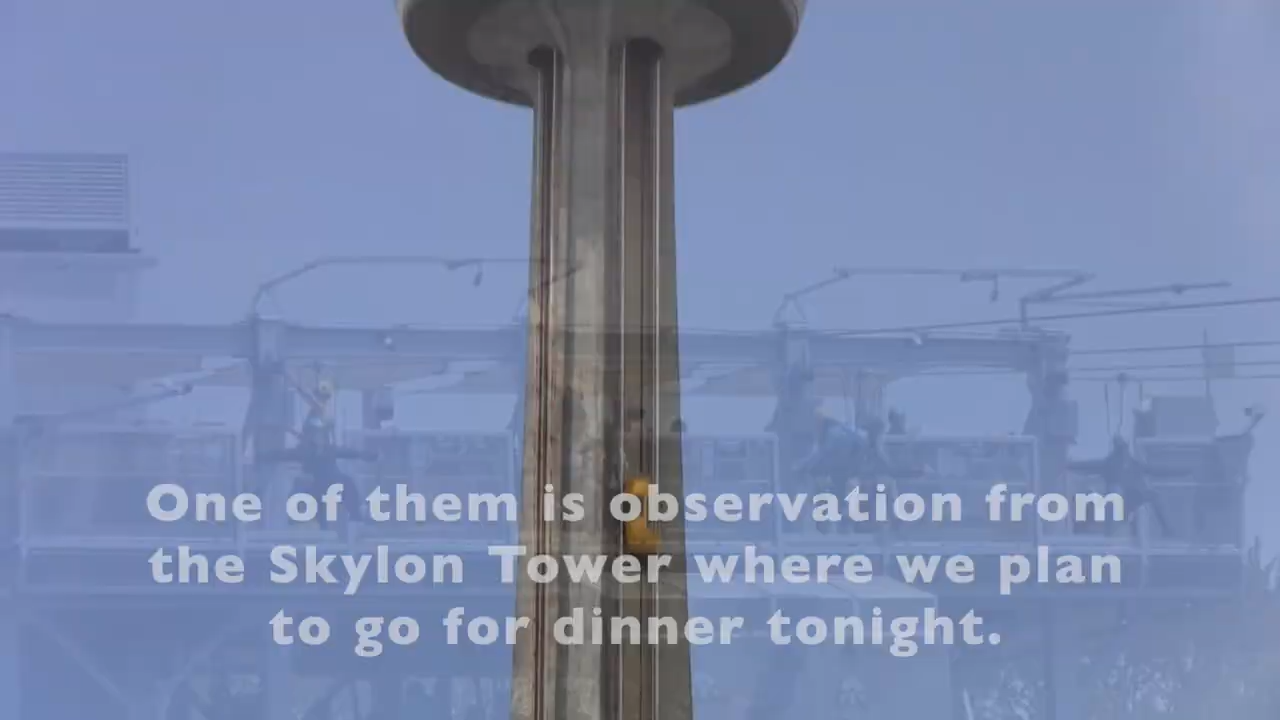 One of them is observation from
the Skylon Tower where we plan
to go for dinner tonight.